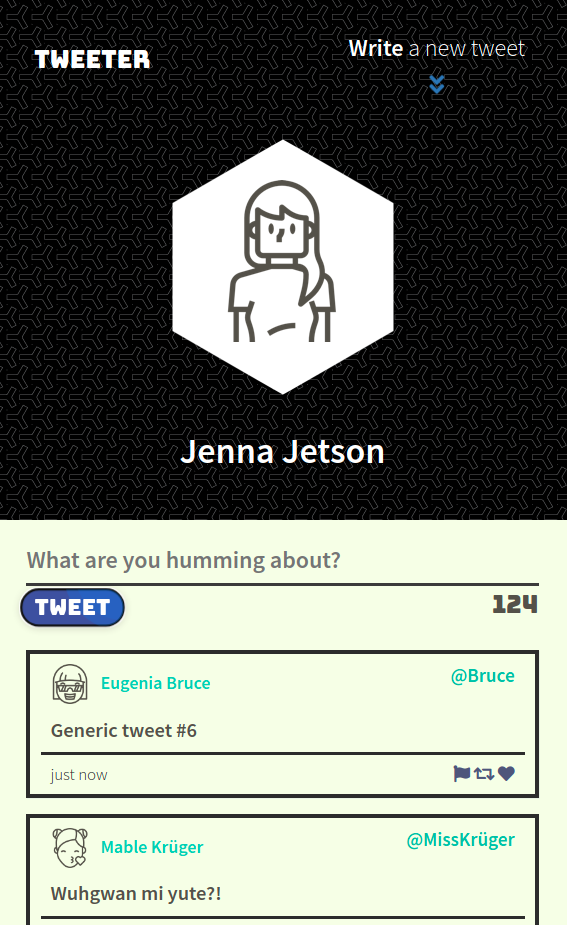 TWEETER
Write a new tweet
Jenna Jetson
What are you humming about?
TWEET
124
Eugenia Bruce
@Bruce
Generic tweet #6
just now
Mable Krüger
@MissKrüger
Wuhgwan mi yute?!